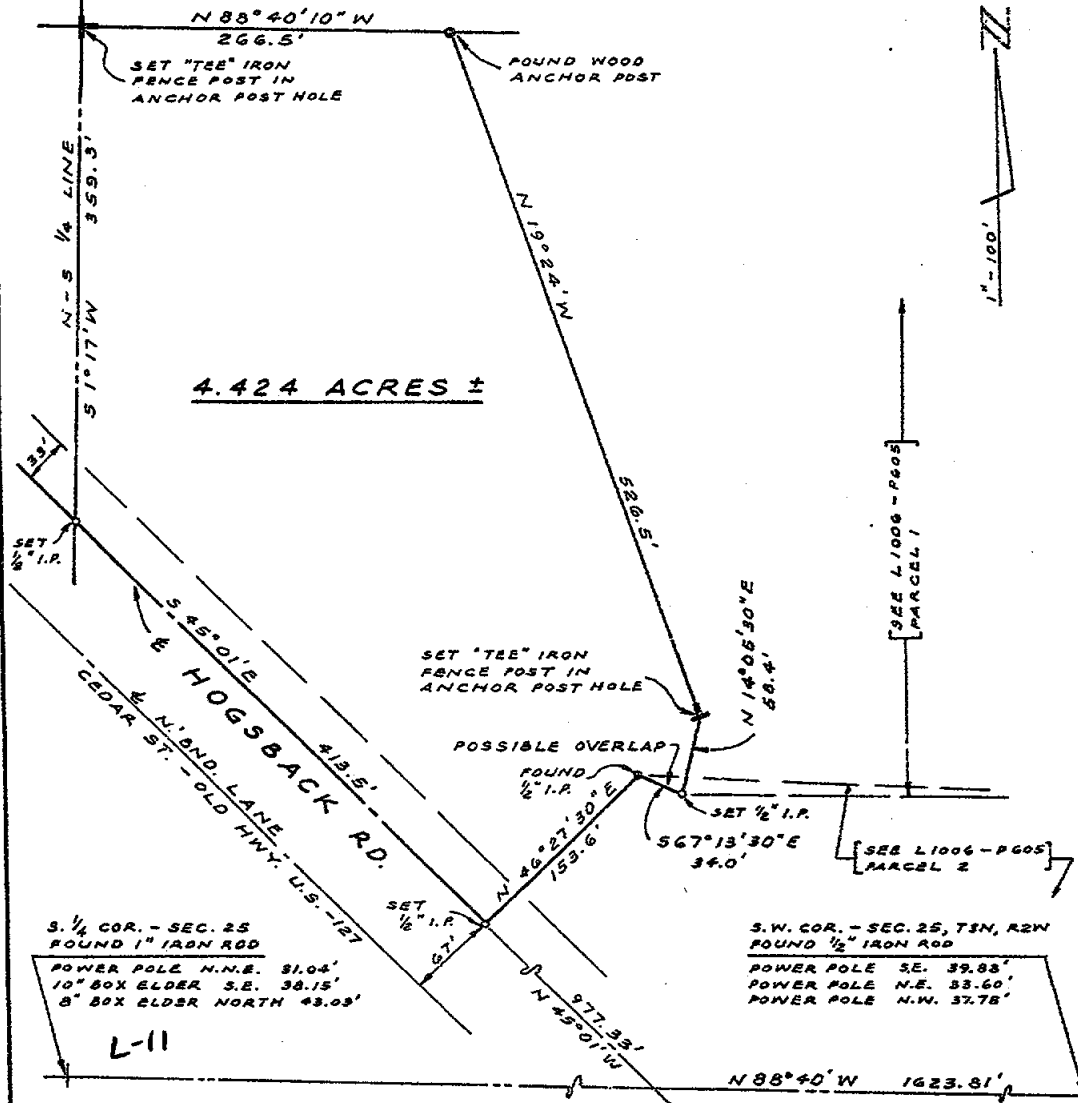 N 88° 40' 10" W
266.5'
SET "TEE" IRON
FENCE POST IN
ANCHOR POST HOLE
FOUND WOOD
ANCHOR POST
N
1" - 100'
N - S 1/4 LINE
S 1° 17' W 359.3'
N 19° 24' W
526.5'
4.424 ACRES ±
33'
SET
1/2" I.P.
[SEE L1006 - P605]
PARCEL 1
S 45° 01' E
413.5'
℄ HOGSBACK RD.
℄ N. BND. LANE
CEDAR ST. - OLD HWY. U.S. - 127
SET "TEE" IRON
FENCE POST IN
ANCHOR POST HOLE
N 14° 05' 30" E
58.4'
POSSIBLE OVERLAP
FOUND
1/2" I.P.
SET 1/2" I.P.
S 67° 13' 30" E
34.0'
N 46° 27' 30" E
153.6'
[SEE L1006 - P605]
PARCEL 2
SET
1/2" I.P.
67'
977.33'
N 45° 01' W
S. 1/4 COR. - SEC. 25
FOUND 1" IRON ROD
POWER POLE N.N.E. 31.04'
10" BOX ELDER S.E. 38.15'
8" BOX ELDER NORTH 43.03'
L-11
S.W. COR. - SEC. 25, T3N, R2W
FOUND 1/2" IRON ROD
POWER POLE S.E. 39.88'
POWER POLE N.E. 33.60'
POWER POLE N.W. 37.78'
N 88° 40' W 1623.81'